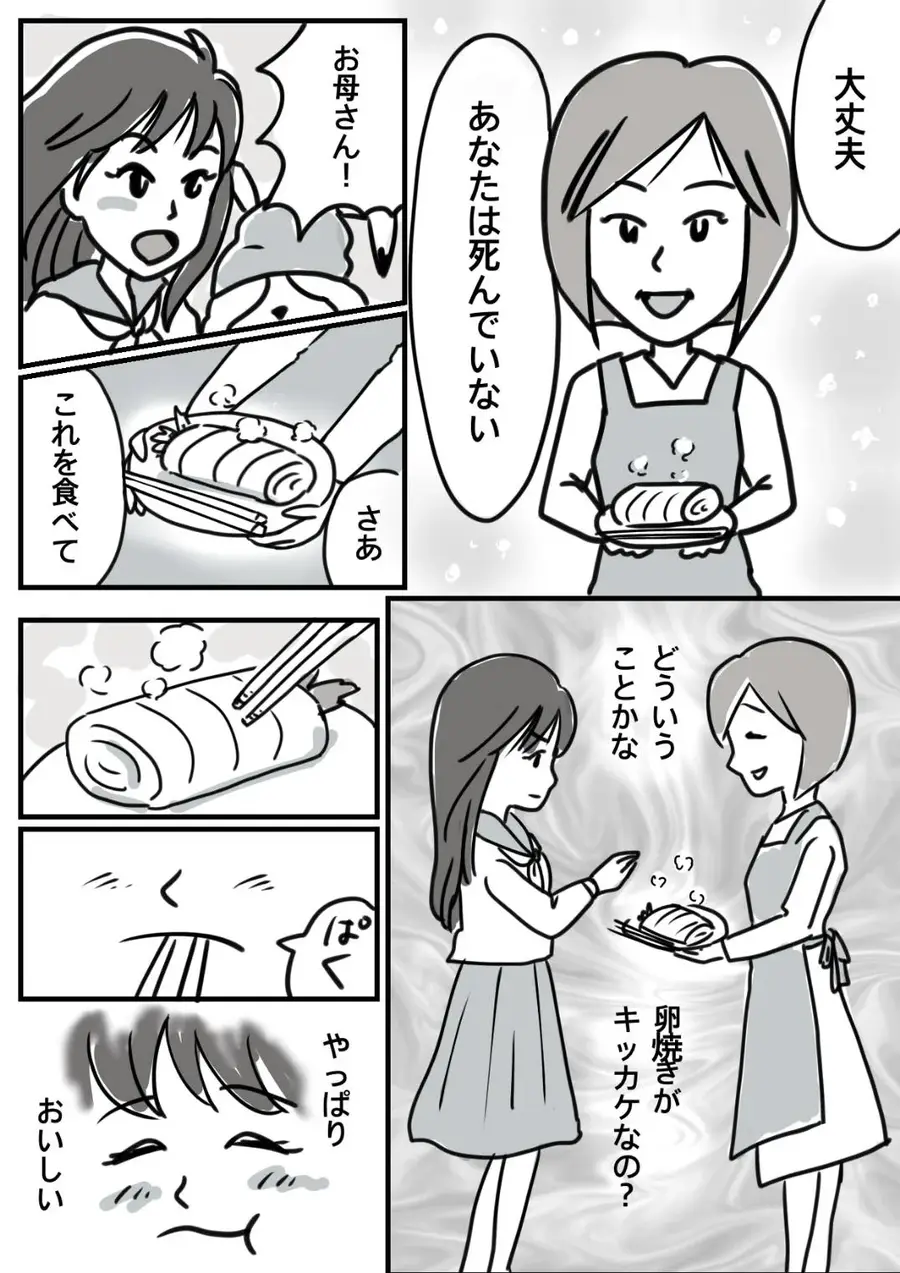 大丈夫
あなたは死んでいない
お母さん！
さあ
これを食べて
どういう
ことかな
卵焼きが
キッカケなの？
ぱく
やっぱり
おいしい